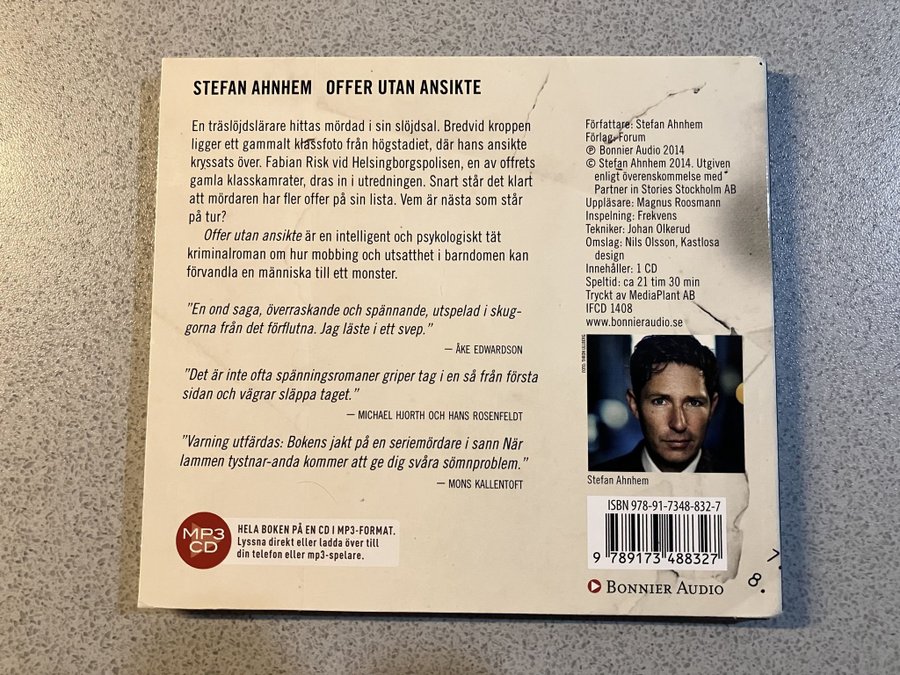 STEFAN AHNHEM OFFER UTAN ANSIKTE
En träslöjdslärare hittas mördad i sin slöjdsal. Bredvid kroppen
ligger ett gammalt klassfoto från högstadiet, där hans ansikte
kryssats över. Fabian Risk vid Helsingborgspolisen, en av offrets
gamla klasskamrater, dras in i utredningen. Snart står det klart
att mördaren har fler offer på sin lista. Vem är nästa som står
på tur?
Offer utan ansikte är en intelligent och psykologiskt tät
kriminalroman om hur mobbing och utsatthet i barndomen kan
förvandla en människa till ett monster.
”En ond saga, överraskande och spännande, utspelad i skug-
gorna från det förflutna. Jag läste i ett svep.”
— ÅKE EDWARDSON
”Det är inte ofta spänningsromaner griper tag i en så från första
sidan och vägrar släppa taget.”
— MICHAEL HJORTH OCH HANS ROSENFELDT
”Varning utfärdas: Bokens jakt på en seriemördare i sann När
lammen tystnar-anda kommer att ge dig svåra sömnproblem.”
— MONS KALLENTOFT
MP3
CD
HELA BOKEN PÅ EN CD I MP3-FORMAT.
Lyssna direkt eller ladda över till
din telefon eller mp3-spelare.
Författare: Stefan Ahnhem
Förlag: Forum
℗ Bonnier Audio 2014
© Stefan Ahnhem 2014. Utgiven
enligt överenskommelse med
Partner in Stories Stockholm AB
Uppläsare: Magnus Roosmann
Inspelning: Frekvens
Tekniker: Johan Olkerud
Omslag: Nils Olsson, Kastlosa
design
Innehåller: 1 CD
Speltid: ca 21 tim 30 min
Tryckt av MediaPlant AB
IFCD 1408
www.bonnieraudio.se
Stefan Ahnhem
ISBN 978-91-7348-832-7
9 789173 488327
7.
8.
BONNIER AUDIO